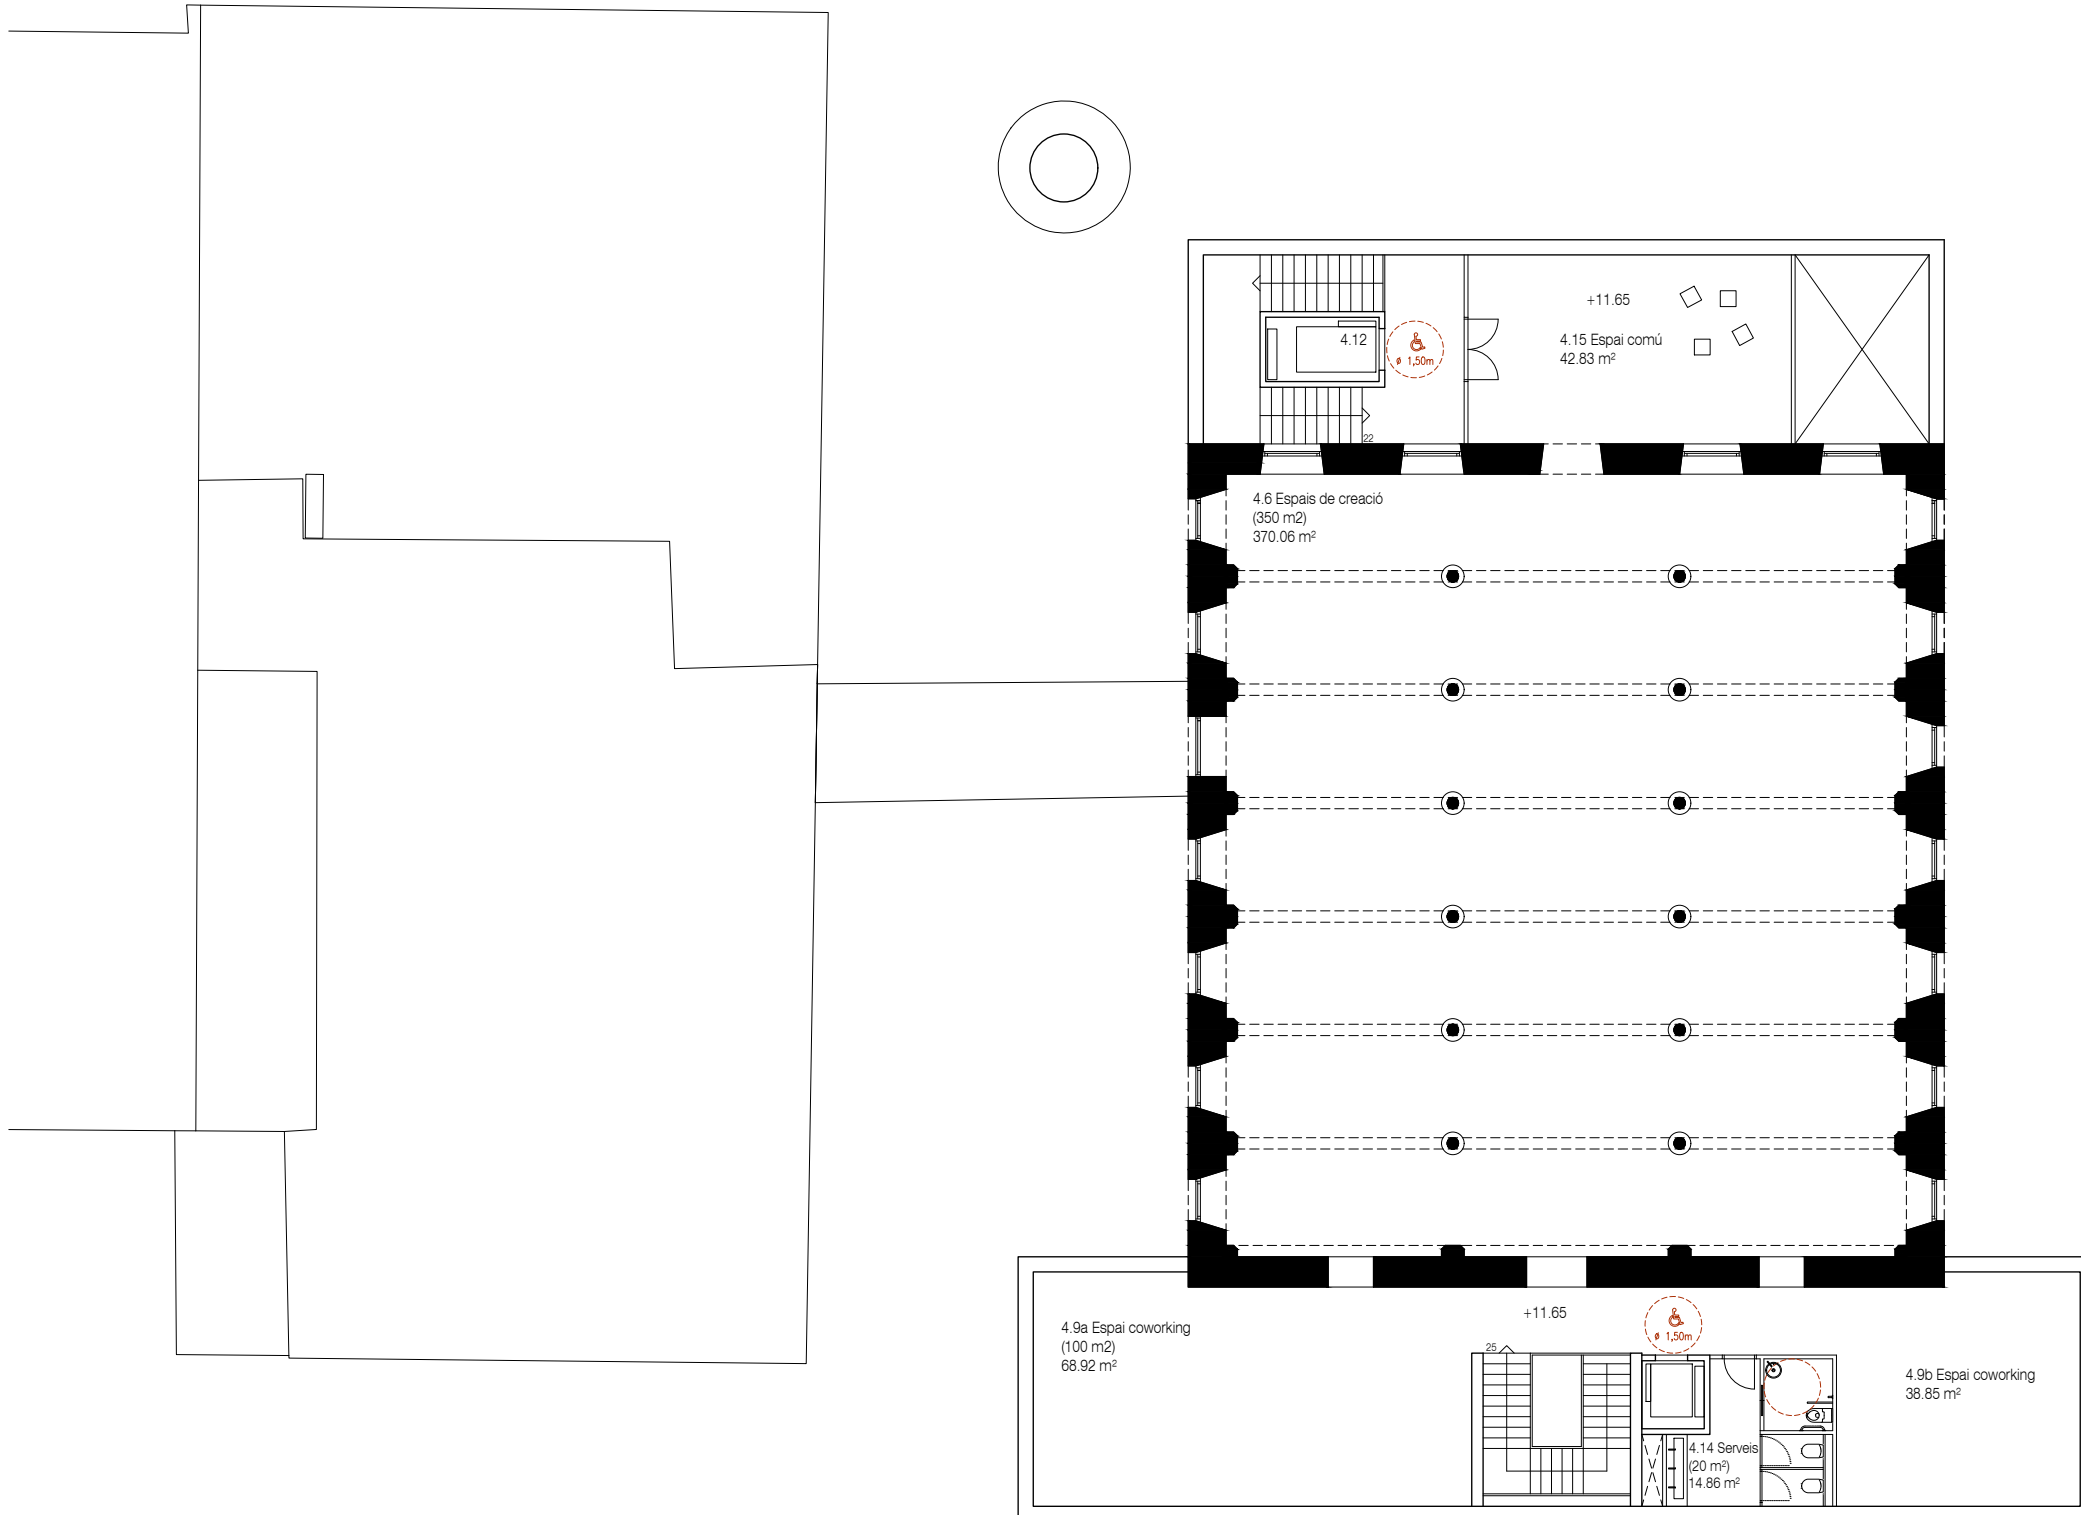 +11.65
4.12
4.15 Espai comú
42.83 m²
ø 1,50m
22
4.6 Espais de creació
(350 m2)
370.06 m²
+11.65
4.9a Espai coworking
(100 m2)
68.92 m²
ø 1,50m
25
4.9b Espai coworking
38.85 m²
4.14 Serveis
(20 m²)
14.86 m²